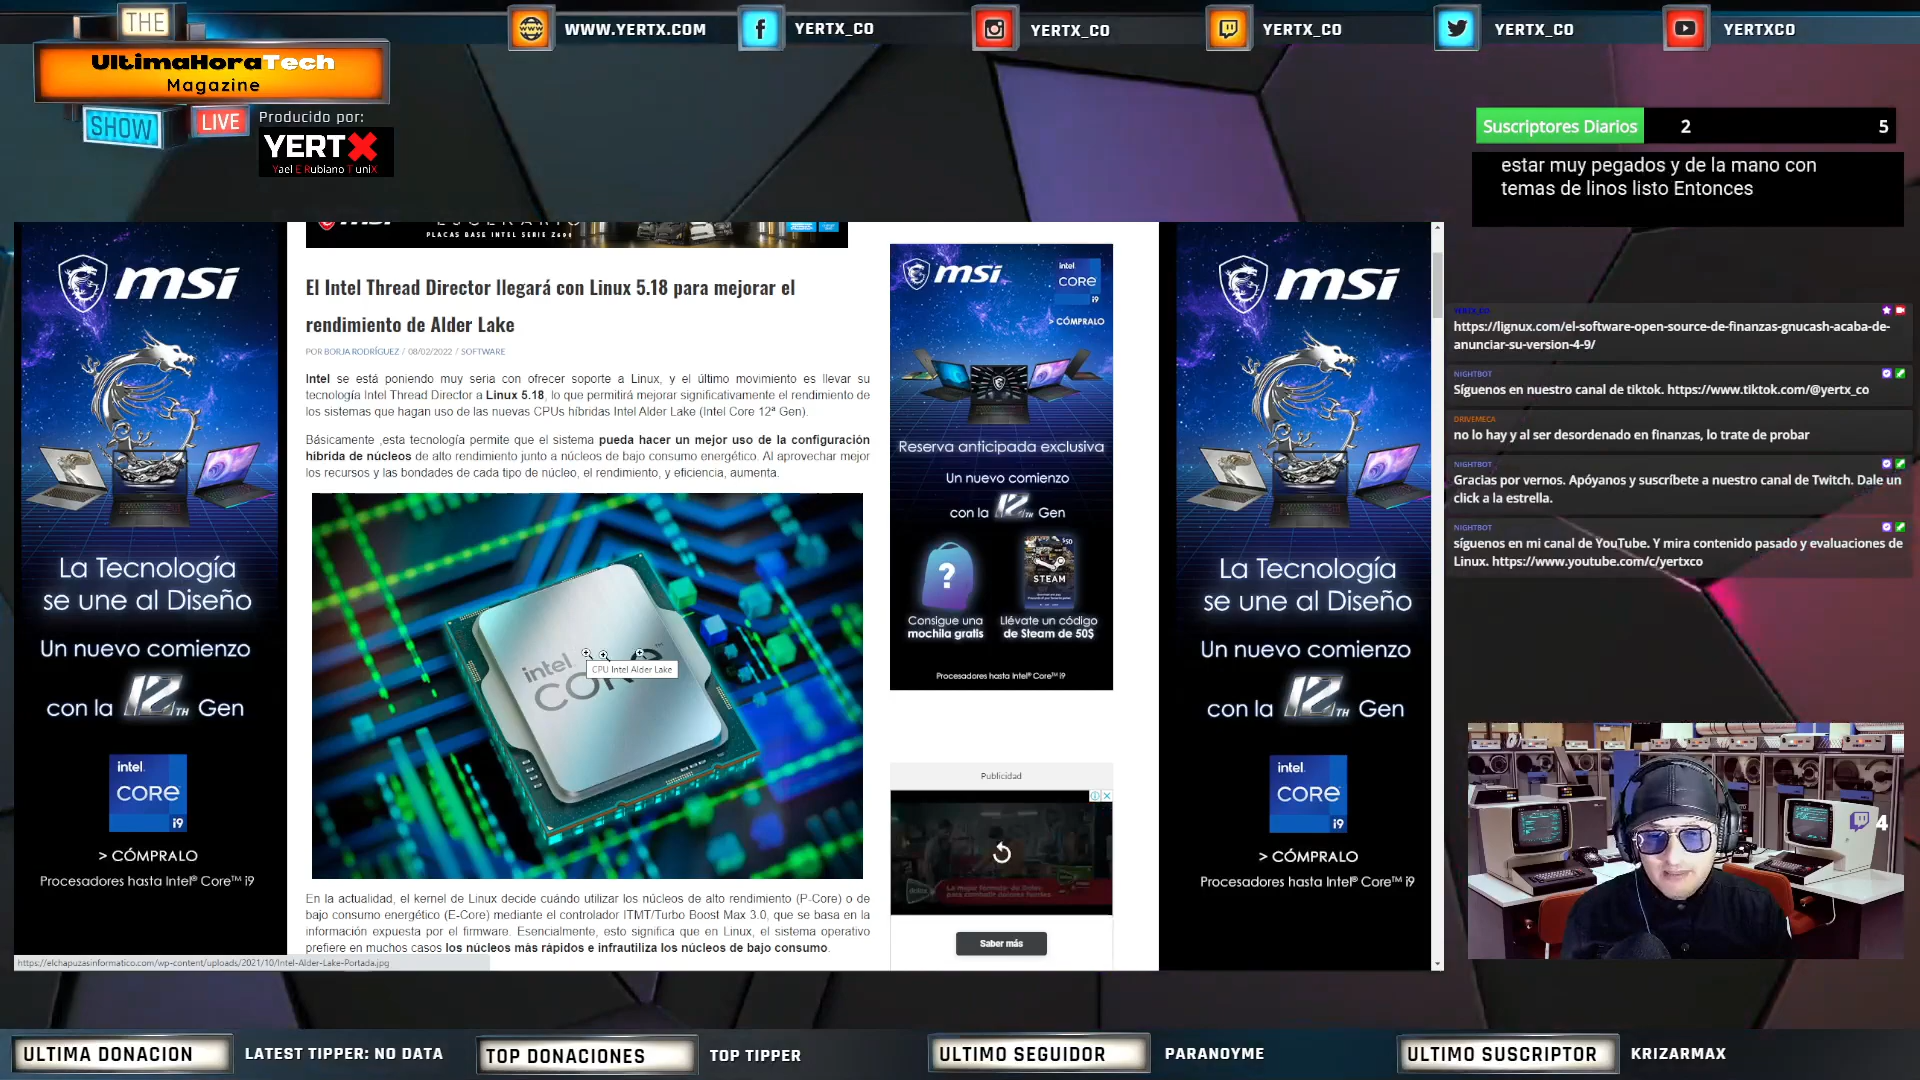 THE
UltimaHoraTech
Magazine
SHOW
LIVE
Producido por:
YERTX
Yael E Rubiano T uniX
WWW.YERTX.COM
YERTX_CO
YERTX_CO
YERTX_CO
YERTX_CO
YERTXCO
Suscriptores Diarios 2 5
estar muy pegados y de la mano con
temas de linos listo Entonces
msi
La Tecnología
se une al Diseño
Un nuevo comienzo
con la 12TH Gen
intel.
CORE
i9
> CÓMPRALO
Procesadores hasta Intel® Core™ i9
PLACAS BASE INTEL SERIE Z690
El Intel Thread Director llegará con Linux 5.18 para mejorar el
rendimiento de Alder Lake
POR BORJA RODRÍGUEZ / 08/02/2022 / SOFTWARE
Intel se está poniendo muy seria con ofrecer soporte a Linux, y el último movimiento es llevar su
tecnología Intel Thread Director a Linux 5.18, lo que permitirá mejorar significativamente el rendimiento de
los sistemas que hagan uso de las nuevas CPUs híbridas Intel Alder Lake (Intel Core 12ª Gen).
Básicamente ,esta tecnología permite que el sistema pueda hacer un mejor uso de la configuración
híbrida de núcleos de alto rendimiento junto a núcleos de bajo consumo energético. Al aprovechar mejor
los recursos y las bondades de cada tipo de núcleo, el rendimiento, y eficiencia, aumenta.
intel
CORE
CPU Intel Alder Lake
En la actualidad, el kernel de Linux decide cuándo utilizar los núcleos de alto rendimiento (P-Core) o de
bajo consumo energético (E-Core) mediante el controlador ITMT/Turbo Boost Max 3.0, que se basa en la
información expuesta por el firmware. Esencialmente, esto significa que en Linux, el sistema operativo
prefiere en muchos casos los núcleos más rápidos e infrautiliza los núcleos de bajo consumo.
https://elchapuzasinformatico.com/wp-content/uploads/2021/10/Intel-Alder-Lake-Portada.jpg
msi
intel
CORE
i9
> CÓMPRALO
Reserva anticipada exclusiva
Un nuevo comienzo
con la 12TH Gen
?
$50
STEAM
Consigue una
mochila gratis
Llévate un código
de Steam de 50$
Procesadores hasta Intel® Core™ i9
Publicidad
Saber más
msi
La Tecnología
se une al Diseño
Un nuevo comienzo
con la 12TH Gen
intel.
CORE
i9
> CÓMPRALO
Procesadores hasta Intel® Core™ i9
YERTX_CO
https://lignux.com/el-software-open-source-de-finanzas-gnucash-acaba-de-
anunciar-su-version-4-9/
NIGHTBOT
Síguenos en nuestro canal de tiktok. https://www.tiktok.com/@yertx_co
DRIVEMECA
no lo hay y al ser desordenado en finanzas, lo trate de probar
NIGHTBOT
Gracias por vernos. Apóyanos y suscríbete a nuestro canal de Twitch. Dale un
click a la estrella.
NIGHTBOT
síguenos en mi canal de YouTube. Y mira contenido pasado y evaluaciones de
Linux. https://www.youtube.com/c/yertxco
4
ULTIMA DONACION
LATEST TIPPER: NO DATA
TOP DONACIONES
TOP TIPPER
ULTIMO SEGUIDOR
PARANOYME
ULTIMO SUSCRIPTOR
KRIZARMAX